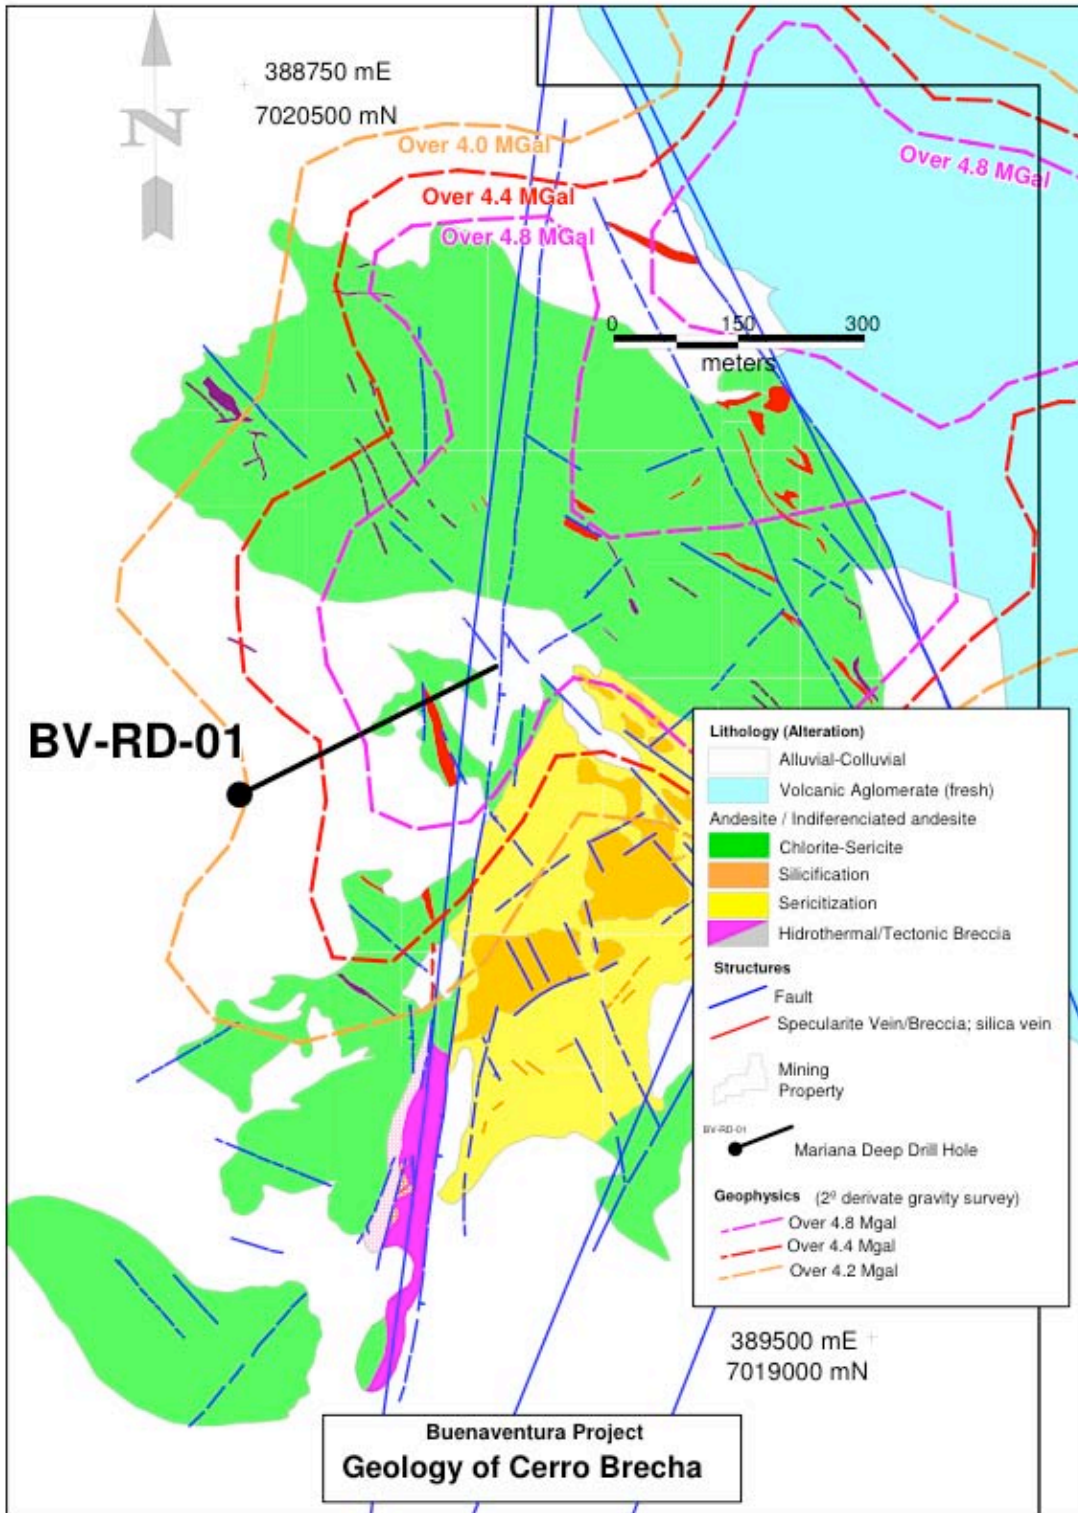 388750 mE
7020500 mN
N
Over 4.0 MGal
Over 4.8 MGal
Over 4.4 MGal
Over 4.8 MGal
0 150 300
meters
BV-RD-01
Lithology (Alteration)
Alluvial-Colluvial
Volcanic Aglomerate (fresh)
Andesite / Indiferenciated andesite
Chlorite-Sericite
Silicification
Sericitization
Hidrothermal/Tectonic Breccia
Structures
Fault
Specularite Vein/Breccia; silica vein
Mining
Property
BV-RD-01
Mariana Deep Drill Hole
Geophysics (2º derivate gravity survey)
Over 4.8 Mgal
Over 4.4 Mgal
Over 4.2 Mgal
389500 mE
7019000 mN
Buenaventura Project
Geology of Cerro Brecha